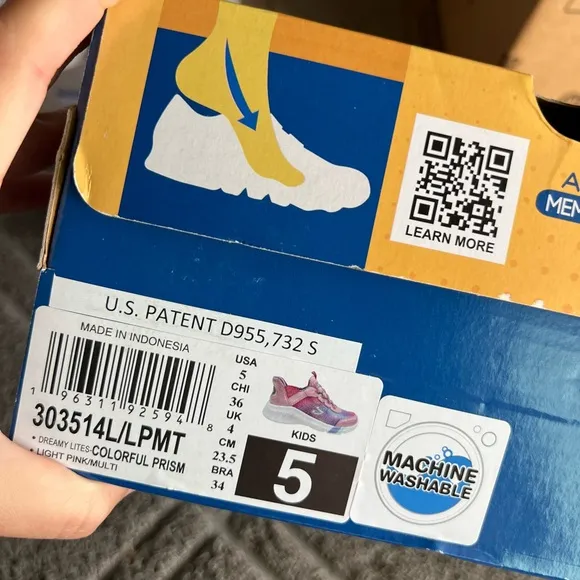 LEARN MORE
A
MEM
U.S. PATENT D955,732 S
MADE IN INDONESIA
1 96311 92594 8
303514L/LPMT
• DREAMY LITES-COLORFUL PRISM
• LIGHT PINK/MULTI
USA
5
CHI
36
UK
4
CM
23.5
BRA
34
KIDS
5
MACHINE
WASHABLE